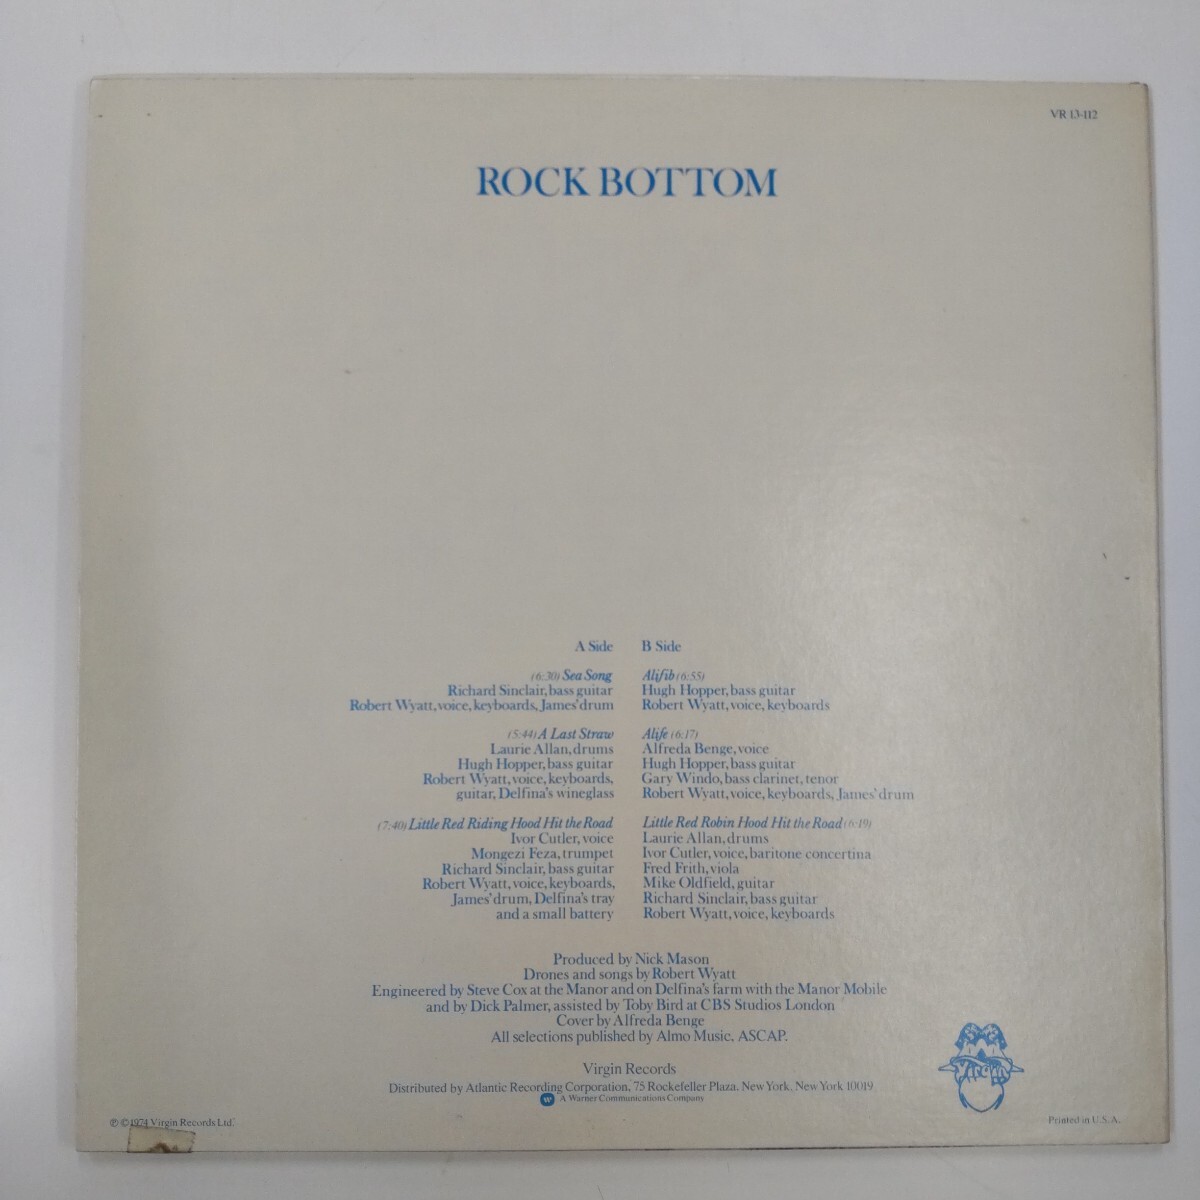 VR 13-112
ROCK BOTTOM
A Side
(6:30) Sea Song
Richard Sinclair, bass guitar
Robert Wyatt, voice, keyboards, James' drum
(5:44) A Last Straw
Laurie Allan, drums
Hugh Hopper, bass guitar
Robert Wyatt, voice, keyboards,
guitar, Delfina's wineglass
(7:40) Little Red Riding Hood Hit the Road
Ivor Cutler, voice
Mongezi Feza, trumpet
Richard Sinclair, bass guitar
Robert Wyatt, voice, keyboards,
James' drum, Delfina's tray
and a small battery
B Side
Alifib (6:55)
Hugh Hopper, bass guitar
Robert Wyatt, voice, keyboards
Alife (6:17)
Alfreda Benge, voice
Hugh Hopper, bass guitar
Gary Windo, bass clarinet, tenor
Robert Wyatt, voice, keyboards, James' drum
Little Red Robin Hood Hit the Road (6:19)
Laurie Allan, drums
Ivor Cutler, voice, baritone concertina
Fred Frith, viola
Mike Oldfield, guitar
Richard Sinclair, bass guitar
Robert Wyatt, voice, keyboards
Produced by Nick Mason
Drones and songs by Robert Wyatt
Engineered by Steve Cox at the Manor and on Delfina's farm with the Manor Mobile
and by Dick Palmer, assisted by Toby Bird at CBS Studios London
Cover by Alfreda Benge
All selections published by Almo Music, ASCAP.
Virgin Records
Distributed by Atlantic Recording Corporation, 75 Rockefeller Plaza, New York, New York 10019
A Warner Communications Company
Virgin
℗ © 1974 Virgin Records Ltd.
Printed in U.S.A.